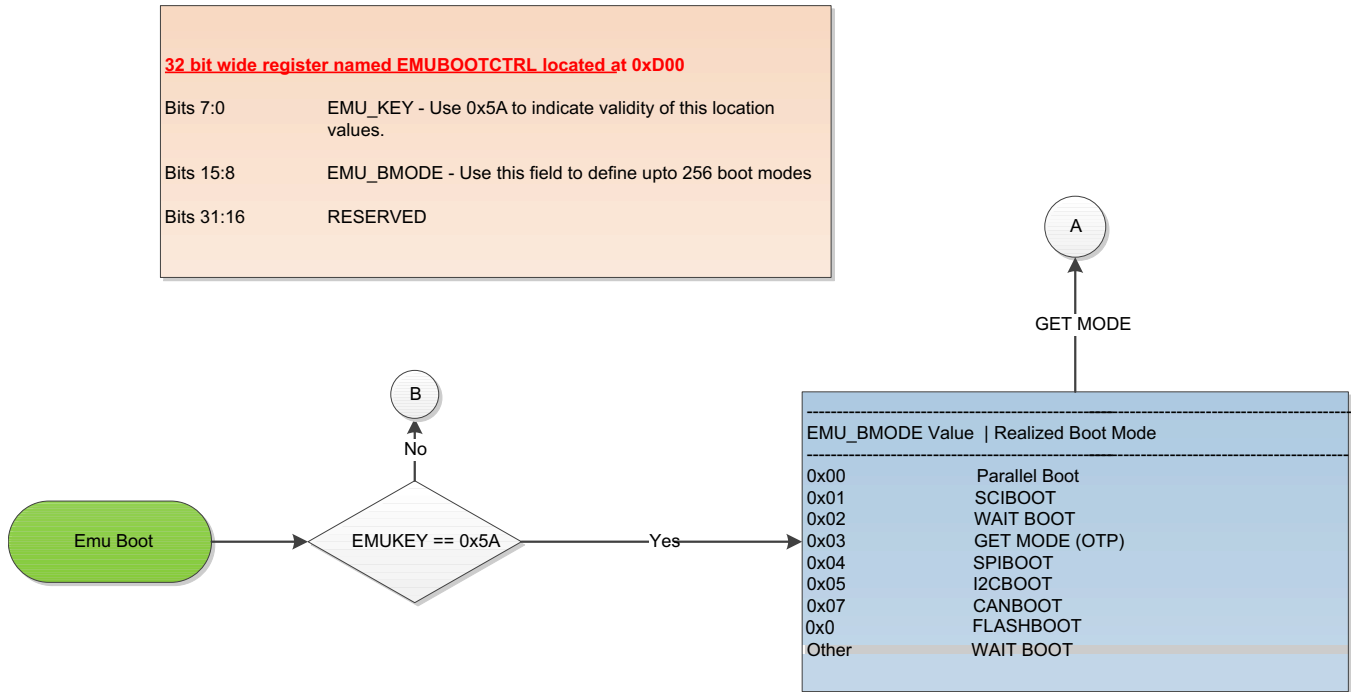 32 bit wide register named EMUBOOTCTRL located at 0xD00
Bits 7:0 EMU_KEY - Use 0x5A to indicate validity of this location
values.
Bits 15:8 EMU_BMODE - Use this field to define upto 256 boot modes
Bits 31:16 RESERVED
A
GET MODE
B
No
Emu Boot
EMUKEY == 0x5A
Yes
EMU_BMODE Value | Realized Boot Mode
0x00 Parallel Boot
0x01 SCIBOOT
0x02 WAIT BOOT
0x03 GET MODE (OTP)
0x04 SPIBOOT
0x05 I2CBOOT
0x07 CANBOOT
0x0 FLASHBOOT
Other WAIT BOOT